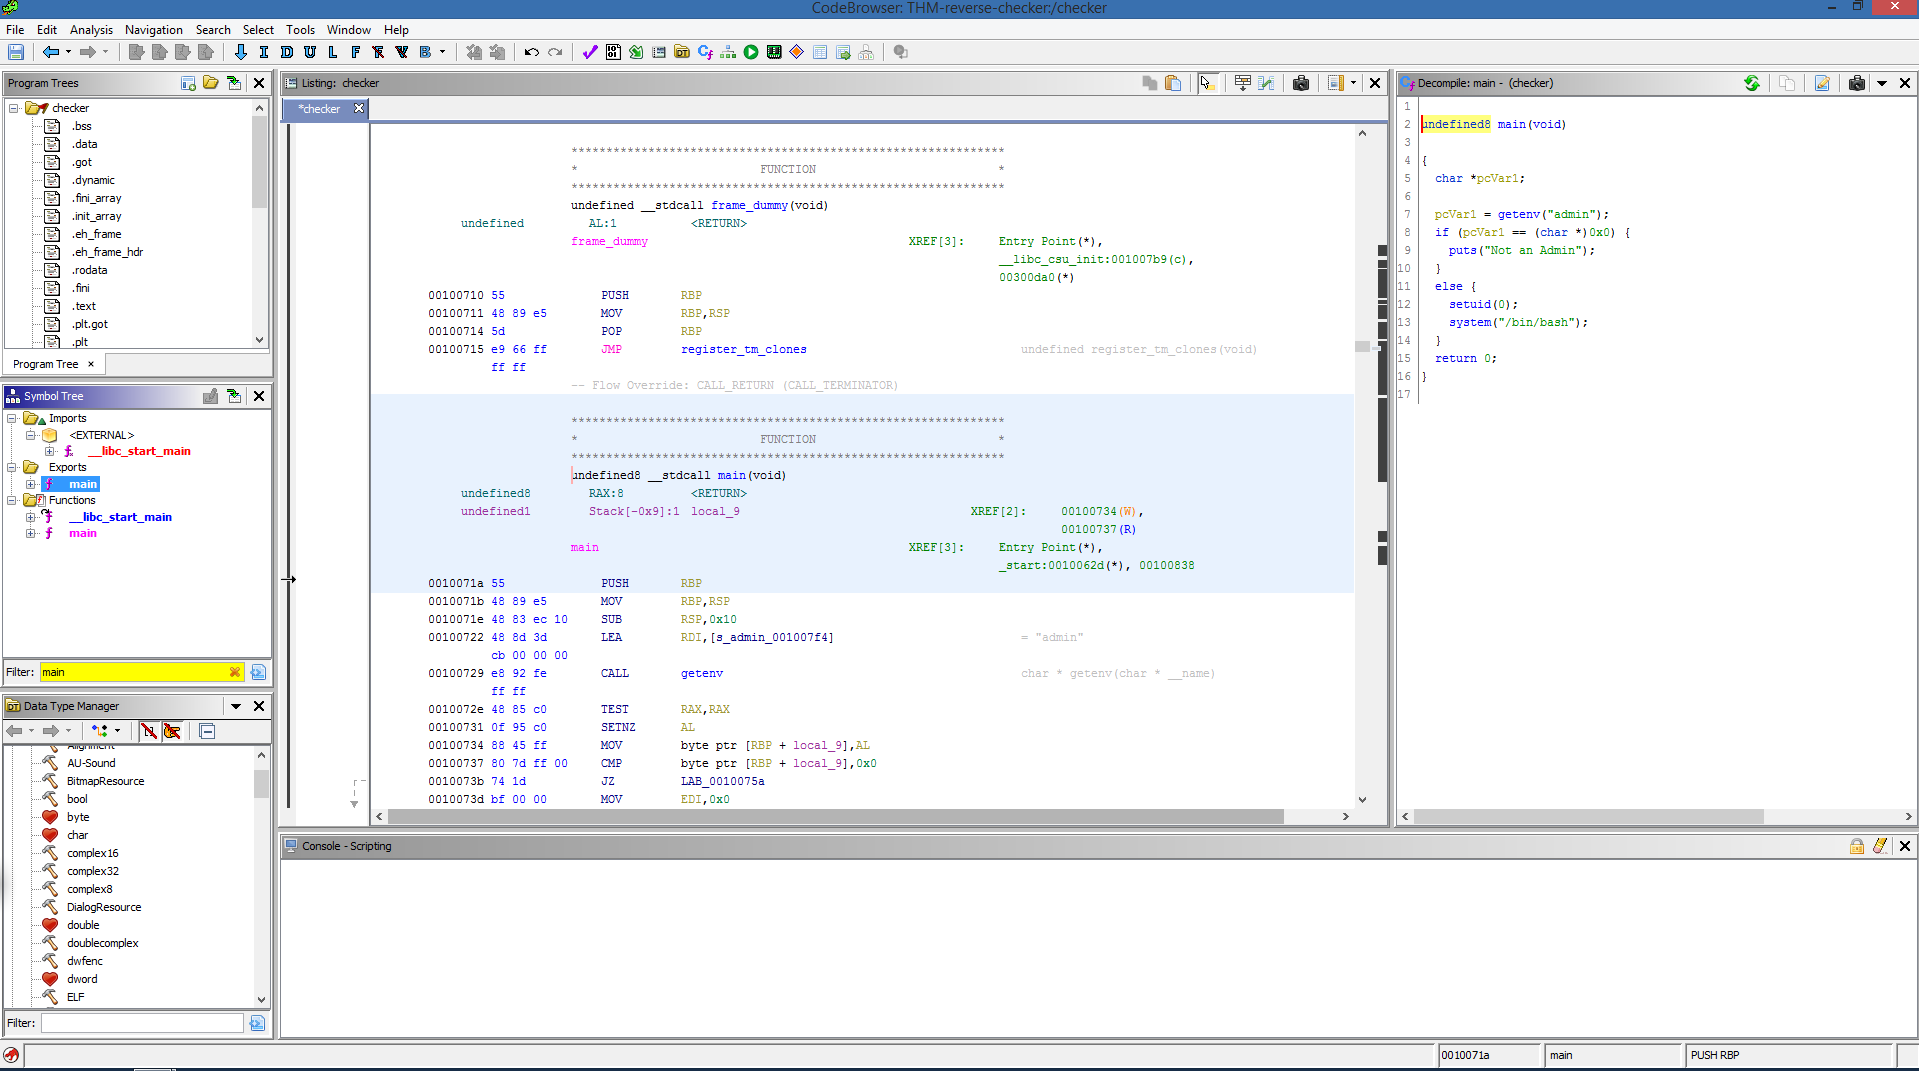 CodeBrowser: THM-reverse-checker:/checker
File Edit Analysis Navigation Search Select Tools Window Help
I D U L F B
Program Trees
checker
.bss
.data
.got
.dynamic
.fini_array
.init_array
.eh_frame
.eh_frame_hdr
.rodata
.fini
.text
.plt.got
.plt
Program Tree ×
Symbol Tree
Imports
<EXTERNAL>
__libc_start_main
Exports
main
Functions
__libc_start_main
main
Filter: main
Data Type Manager
Alignment
AU-Sound
BitmapResource
bool
byte
char
complex16
complex32
complex8
DialogResource
double
doublecomplex
dwfenc
dword
ELF
Filter:
Listing: checker
*checker
**************************************************************
* FUNCTION *
**************************************************************
undefined __stdcall frame_dummy(void)
undefined AL:1 <RETURN>
frame_dummy XREF[3]: Entry Point(*),
__libc_csu_init:001007b9(c),
00300da0(*)
00100710 55 PUSH RBP
00100711 48 89 e5 MOV RBP,RSP
00100714 5d POP RBP
00100715 e9 66 ff JMP register_tm_clones undefined register_tm_clones(void)
ff ff
-- Flow Override: CALL_RETURN (CALL_TERMINATOR)
**************************************************************
* FUNCTION *
**************************************************************
undefined8 __stdcall main(void)
undefined8 RAX:8 <RETURN>
undefined1 Stack[-0x9]:1 local_9 XREF[2]: 00100734(W),
00100737(R)
main XREF[3]: Entry Point(*),
_start:0010062d(*), 00100838
0010071a 55 PUSH RBP
0010071b 48 89 e5 MOV RBP,RSP
0010071e 48 83 ec 10 SUB RSP,0x10
00100722 48 8d 3d LEA RDI,[s_admin_001007f4] = "admin"
cb 00 00 00
00100729 e8 92 fe CALL getenv char * getenv(char * __name)
ff ff
0010072e 48 85 c0 TEST RAX,RAX
00100731 0f 95 c0 SETNZ AL
00100734 88 45 ff MOV byte ptr [RBP + local_9],AL
00100737 80 7d ff 00 CMP byte ptr [RBP + local_9],0x0
0010073b 74 1d JZ LAB_0010075a
0010073d bf 00 00 MOV EDI,0x0
Decompile: main - (checker)
1
2 undefined8 main(void)
3
4 {
5 char *pcVar1;
6
7 pcVar1 = getenv("admin");
8 if (pcVar1 == (char *)0x0) {
9 puts("Not an Admin");
10 }
11 else {
12 setuid(0);
13 system("/bin/bash");
14 }
15 return 0;
16 }
17
Console - Scripting
0010071a main PUSH RBP